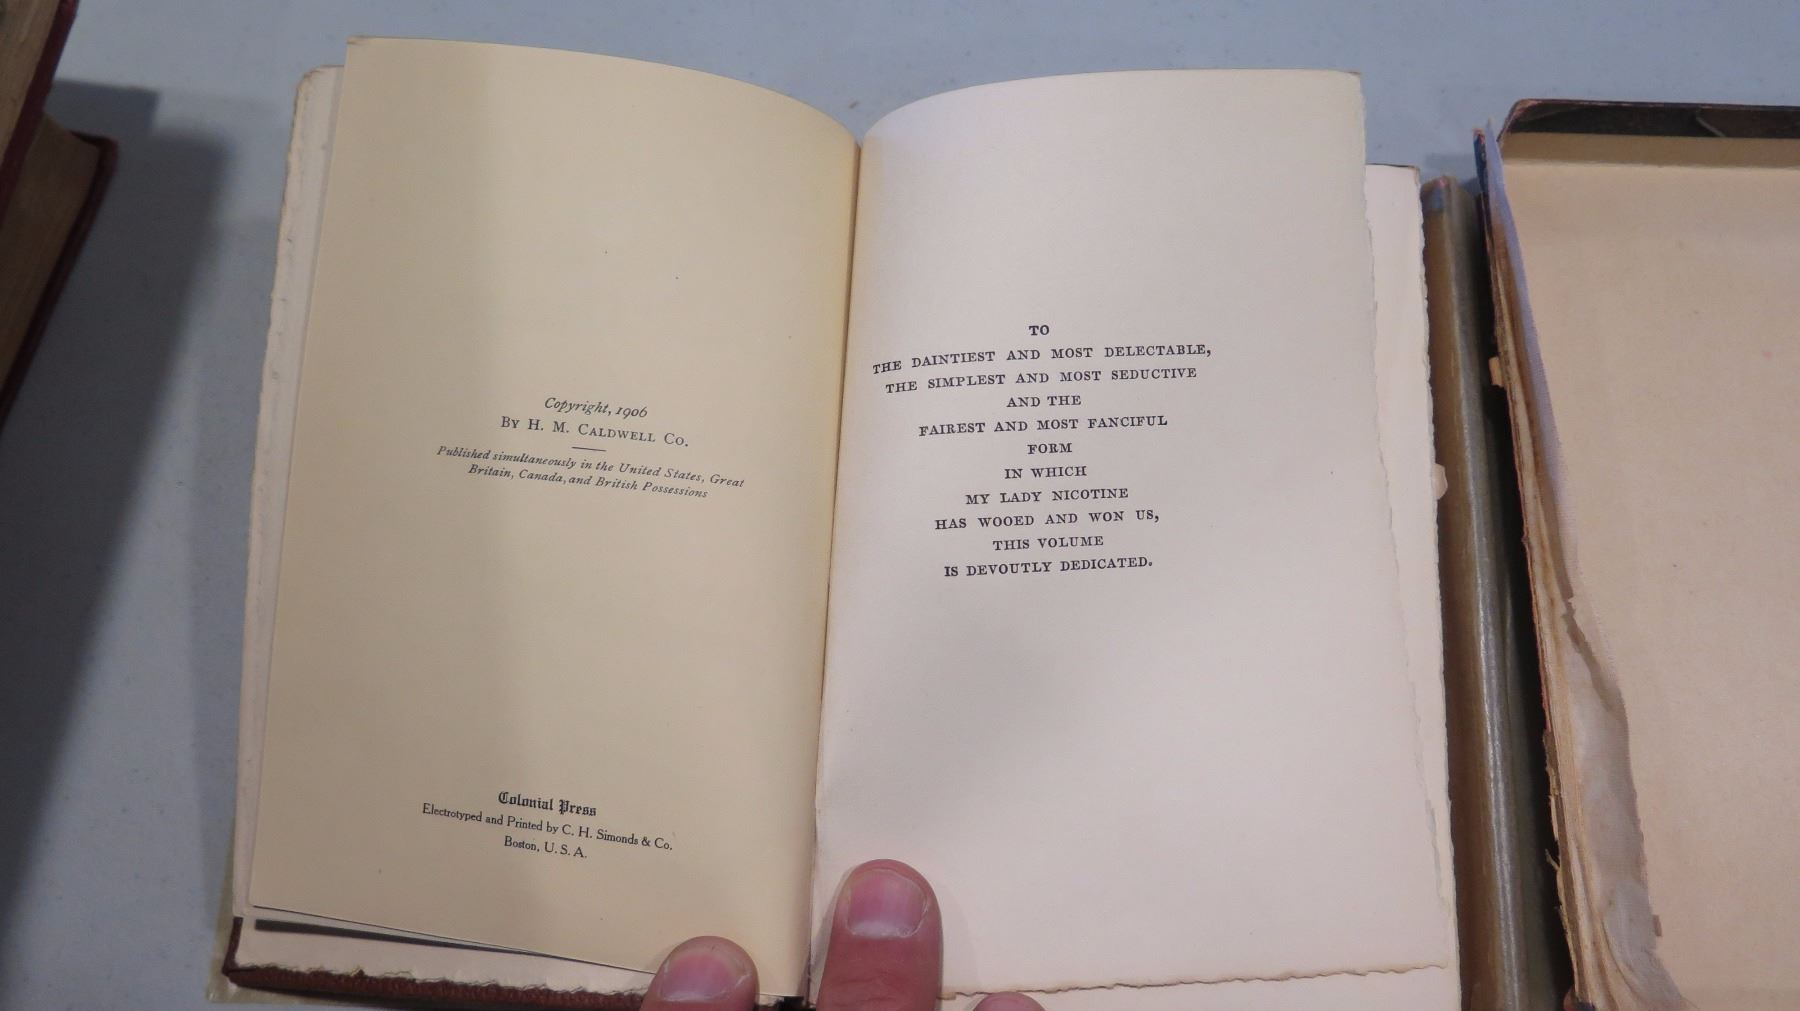 Copyright, 1906
By H. M. Caldwell Co.
Published simultaneously in the United States, Great
Britain, Canada, and British Possessions
Colonial Press
Electrotyped and Printed by C. H. Simonds & Co.
Boston, U.S.A.
TO
THE DAINTIEST AND MOST DELECTABLE,
THE SIMPLEST AND MOST SEDUCTIVE
AND THE
FAIREST AND MOST FANCIFUL
FORM
IN WHICH
MY LADY NICOTINE
HAS WOOED AND WON US,
THIS VOLUME
IS DEVOUTLY DEDICATED.